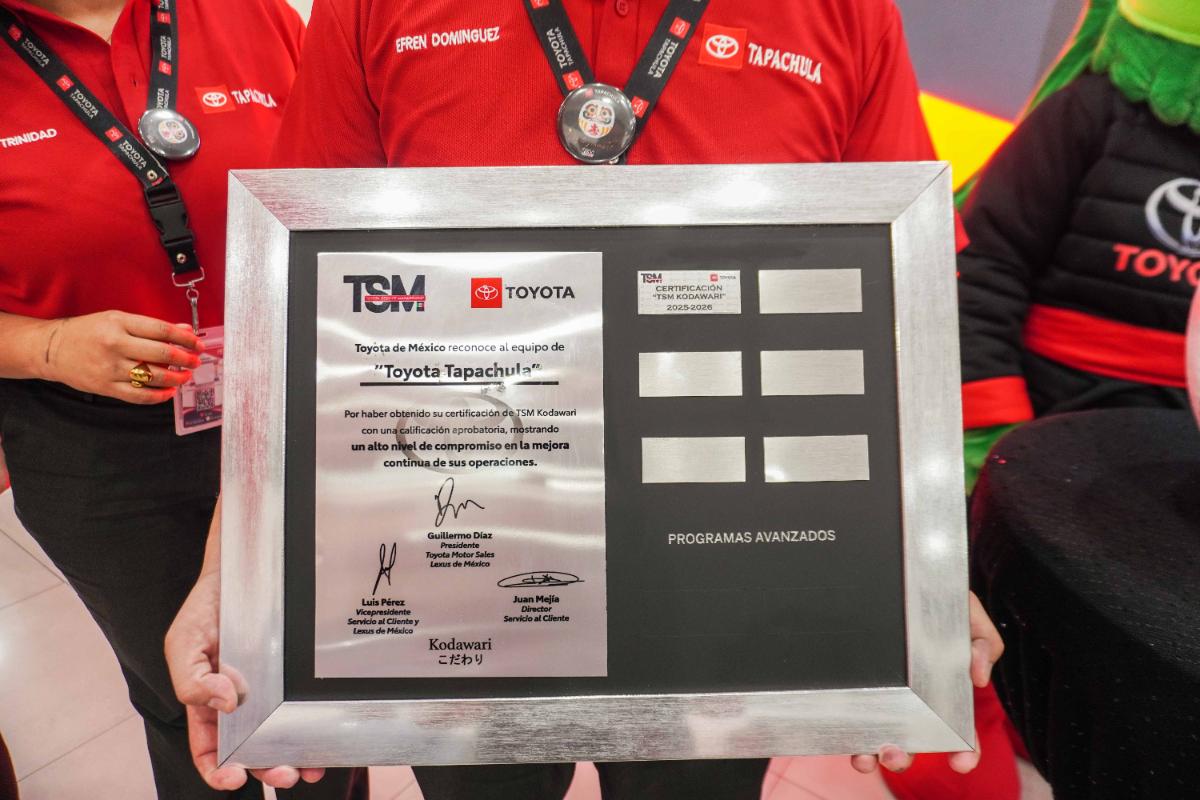 TRINIDAD
TOYOTA
TAPACHULA
TAPACHULA
EFREN DOMINGUEZ
TOYOTA
TAPACHULA
TOYOTA
TAPACHULA
TAPACHULA
TOYO
TSM
TOYOTA
Toyota de México reconoce al equipo de
"Toyota Tapachula"
Por haber obtenido su certificación de TSM Kodawari
con una calificación aprobatoria, mostrando
un alto nivel de compromiso en la mejora
continua de sus operaciones.
Guillermo Díaz
Presidente
Toyota Motor Sales
Lexus de México
Luis Pérez
Vicepresidente
Servicio al Cliente y
Lexus de México
Juan Mejía
Director
Servicio al Cliente
Kodawari
こだわり
TSM TOYOTA
CERTIFICACIÓN
"TSM KODAWARI"
2025-2026
PROGRAMAS AVANZADOS